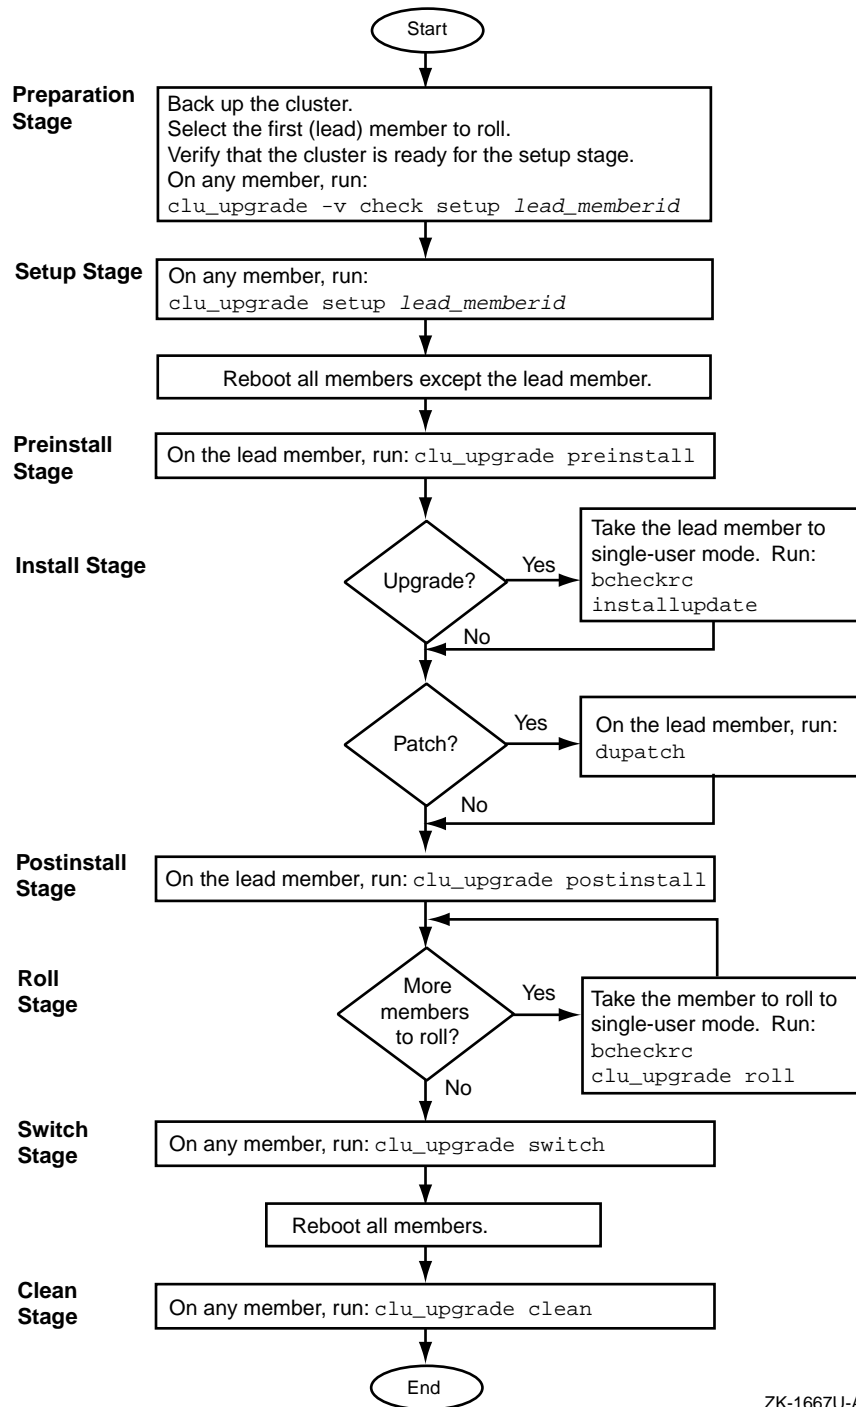 Start
Preparation
Stage
Back up the cluster.
Select the first (lead) member to roll.
Verify that the cluster is ready for the setup stage.
On any member, run:
clu_upgrade -v check setup lead_memberid
Setup Stage
On any member, run:
clu_upgrade setup lead_memberid
Reboot all members except the lead member.
Preinstall
Stage
On the lead member, run: clu_upgrade preinstall
Install Stage
Upgrade?
Yes
Take the lead member to
single-user mode. Run:
bcheckrc
installupdate
No
Patch?
Yes
On the lead member, run:
dupatch
No
Postinstall
Stage
On the lead member, run: clu_upgrade postinstall
Roll
Stage
More
members
to roll?
Yes
Take the member to roll to
single-user mode. Run:
bcheckrc
clu_upgrade roll
No
Switch
Stage
On any member, run: clu_upgrade switch
Reboot all members.
Clean
Stage
On any member, run: clu_upgrade clean
End
ZK-1667U-A